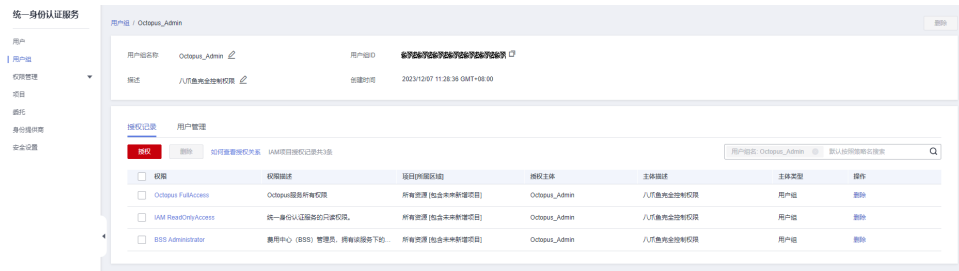 统一身份认证服务
用户
用户组
权限管理
项目
委托
身份提供商
安全设置
用户组 / Octopus_Admin
删除
用户组名称 Octopus_Admin
用户组ID
描述 八爪鱼完全控制权限
创建时间 2023/12/07 11:28:36 GMT+08:00
授权记录 用户管理
授权 删除 如何查看授权关系 IAM项目授权记录共3条
用户组名: Octopus_Admin 默认按照策略名搜索
权限 权限描述 项目[所属区域] 授权主体 主体描述 主体类型 操作
Octopus FullAccess Octopus服务所有权限 所有资源 [包含未来新增项目] Octopus_Admin 八爪鱼完全控制权限 用户组 删除
IAM ReadOnlyAccess 统一身份认证服务的只读权限。 所有资源 [包含未来新增项目] Octopus_Admin 八爪鱼完全控制权限 用户组 删除
BSS Administrator 费用中心（BSS）管理员，拥有该服务下的... 所有资源 [包含未来新增项目] Octopus_Admin 八爪鱼完全控制权限 用户组 删除